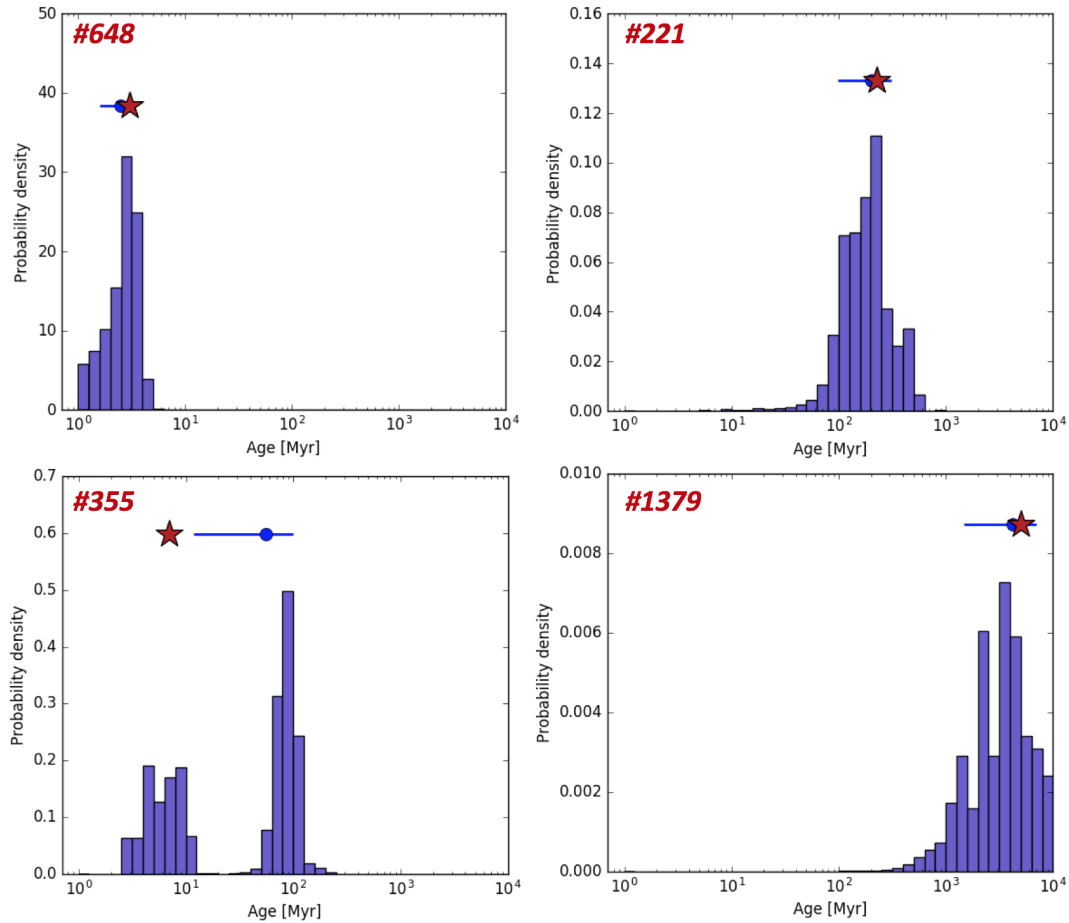 #648
50
40
30
20
10
0
Probability density
10⁰ 10¹ 10² 10³ 10⁴
Age [Myr]
#221
0.16
0.14
0.12
0.10
0.08
0.06
0.04
0.02
0.00
Probability density
10⁰ 10¹ 10² 10³ 10⁴
Age [Myr]
#355
0.7
0.6
0.5
0.4
0.3
0.2
0.1
0.0
Probability density
10⁰ 10¹ 10² 10³ 10⁴
Age [Myr]
#1379
0.010
0.008
0.006
0.004
0.002
0.000
Probability density
10⁰ 10¹ 10² 10³ 10⁴
Age [Myr]